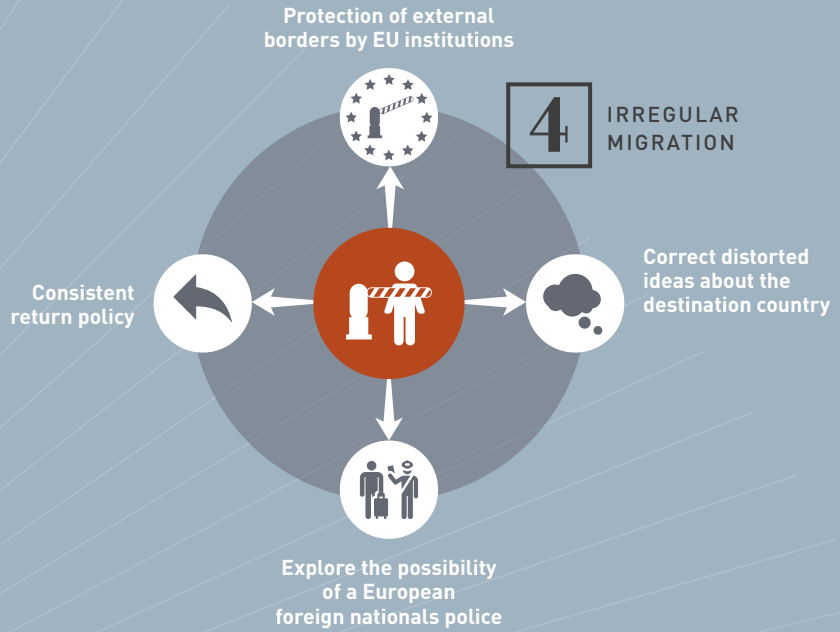 Protection of external
borders by EU institutions
4
IRREGULAR
MIGRATION
Correct distorted
ideas about the
destination country
Consistent
return policy
Explore the possibility
of a European
foreign nationals police